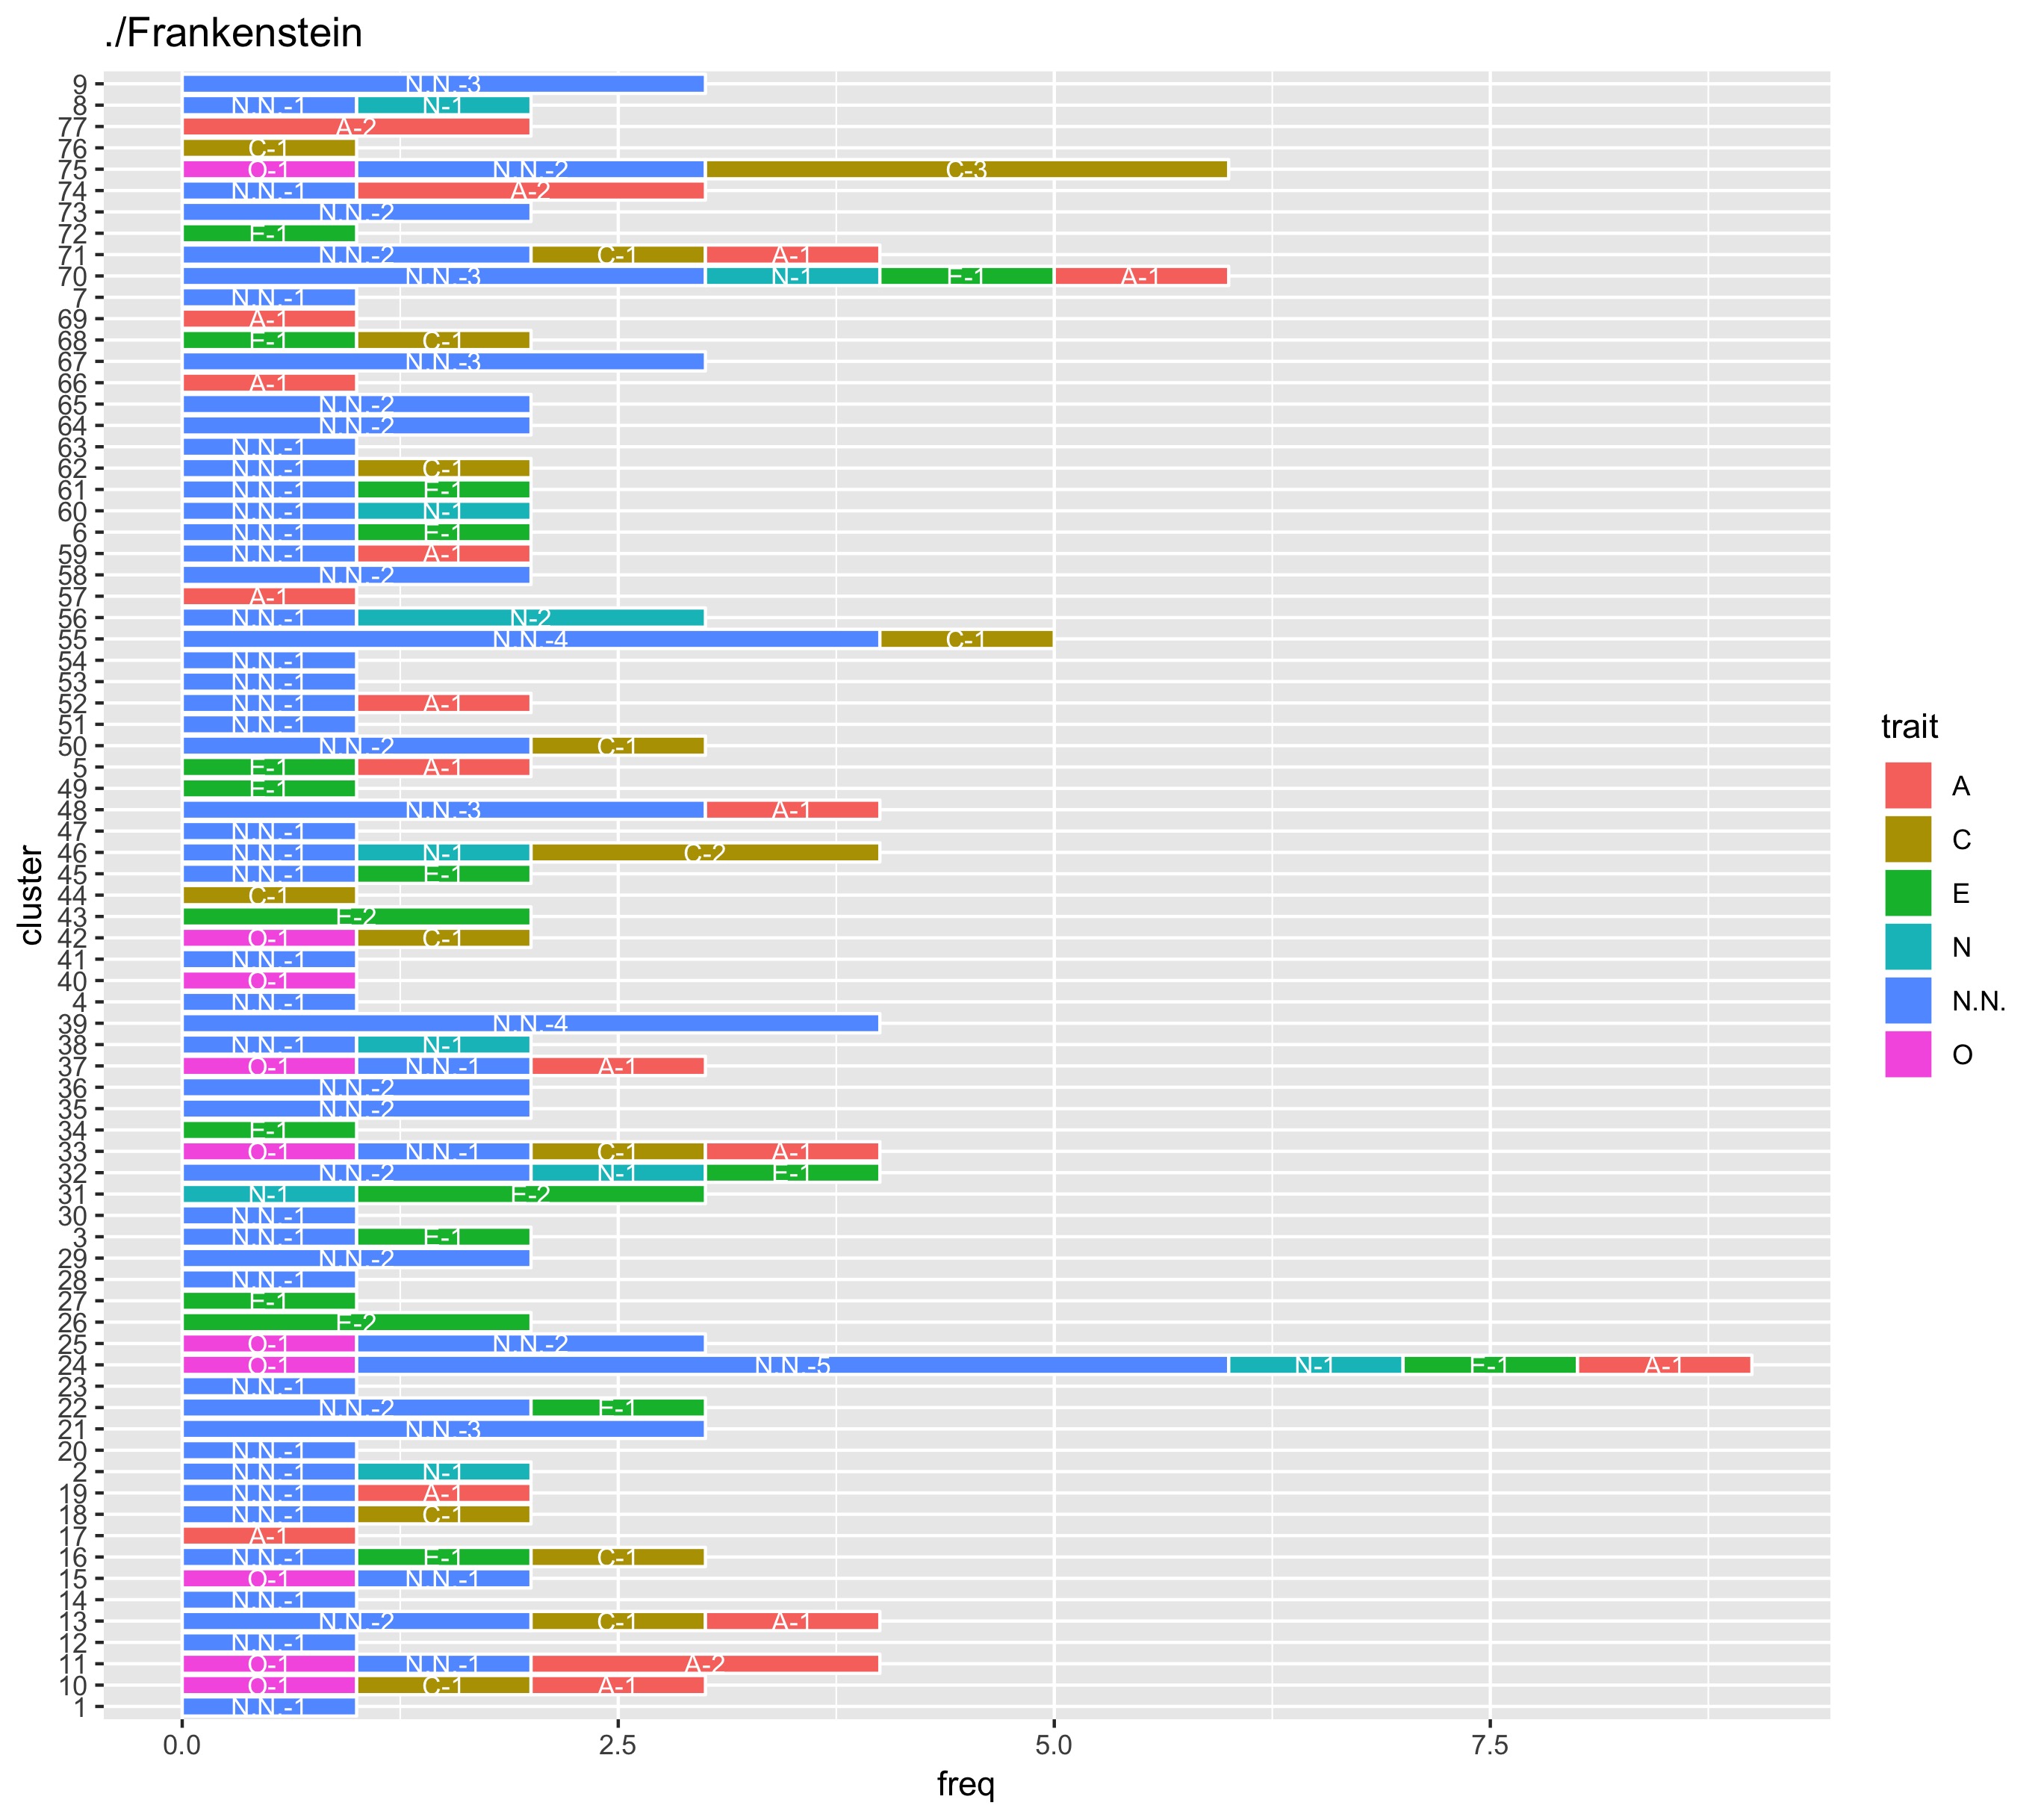 ./Frankenstein
9 N.N.-3
8 N.N.-1 N-1
77 A-2
76 C-1
75 O-1 N.N.-2 C-3
74 N.N.-1 A-2
73 N.N.-2
72 E-1
71 N.N.-2 C-1 A-1
70 N.N.-3 N-1 E-1 A-1
7 N.N.-1
69 A-1
68 E-1 C-1
67 N.N.-3
66 A-1
65 N.N.-2
64 N.N.-2
63 N.N.-1
62 N.N.-1 C-1
61 N.N.-1 E-1
60 N.N.-1 N-1
6 N.N.-1 E-1
59 N.N.-1 A-1
58 N.N.-2
57 A-1
56 N.N.-1 N-2
55 N.N.-4 C-1
54 N.N.-1
53 N.N.-1
52 N.N.-1 A-1
51 N.N.-1
50 N.N.-2 C-1
5 E-1 A-1
49 E-1
48 N.N.-3 A-1
47 N.N.-1
46 N.N.-1 N-1 C-2
45 N.N.-1 E-1
44 C-1
43 E-2
42 O-1 C-1
41 N.N.-1
40 O-1
4 N.N.-1
39 N.N.-4
38 N.N.-1 N-1
37 O-1 N.N.-1 A-1
36 N.N.-2
35 N.N.-2
34 E-1
33 O-1 N.N.-1 C-1 A-1
32 N.N.-2 N-1 E-1
31 N-1 E-2
30 N.N.-1
3 N.N.-1 E-1
29 N.N.-2
28 N.N.-1
27 E-1
26 E-2
25 O-1 N.N.-2
24 O-1 N.N.-5 N-1 E-1 A-1
23 N.N.-1
22 N.N.-2 E-1
21 N.N.-3
20 N.N.-1
2 N.N.-1 N-1
19 N.N.-1 A-1
18 N.N.-1 C-1
17 A-1
16 N.N.-1 E-1 C-1
15 O-1 N.N.-1
14 N.N.-1
13 N.N.-2 C-1 A-1
12 N.N.-1
11 O-1 N.N.-1 A-2
10 O-1 C-1 A-1
1 N.N.-1
0.0 2.5 5.0 7.5
freq
cluster
trait
A
C
E
N
N.N.
O